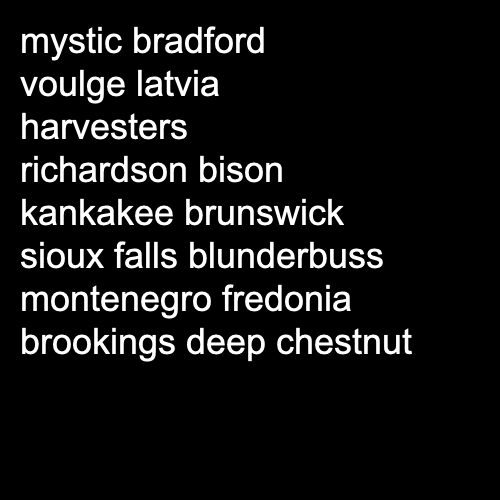 mystic bradford
voulge latvia
harvesters
richardson bison
kankakee brunswick
sioux falls blunderbuss
montenegro fredonia
brookings deep chestnut